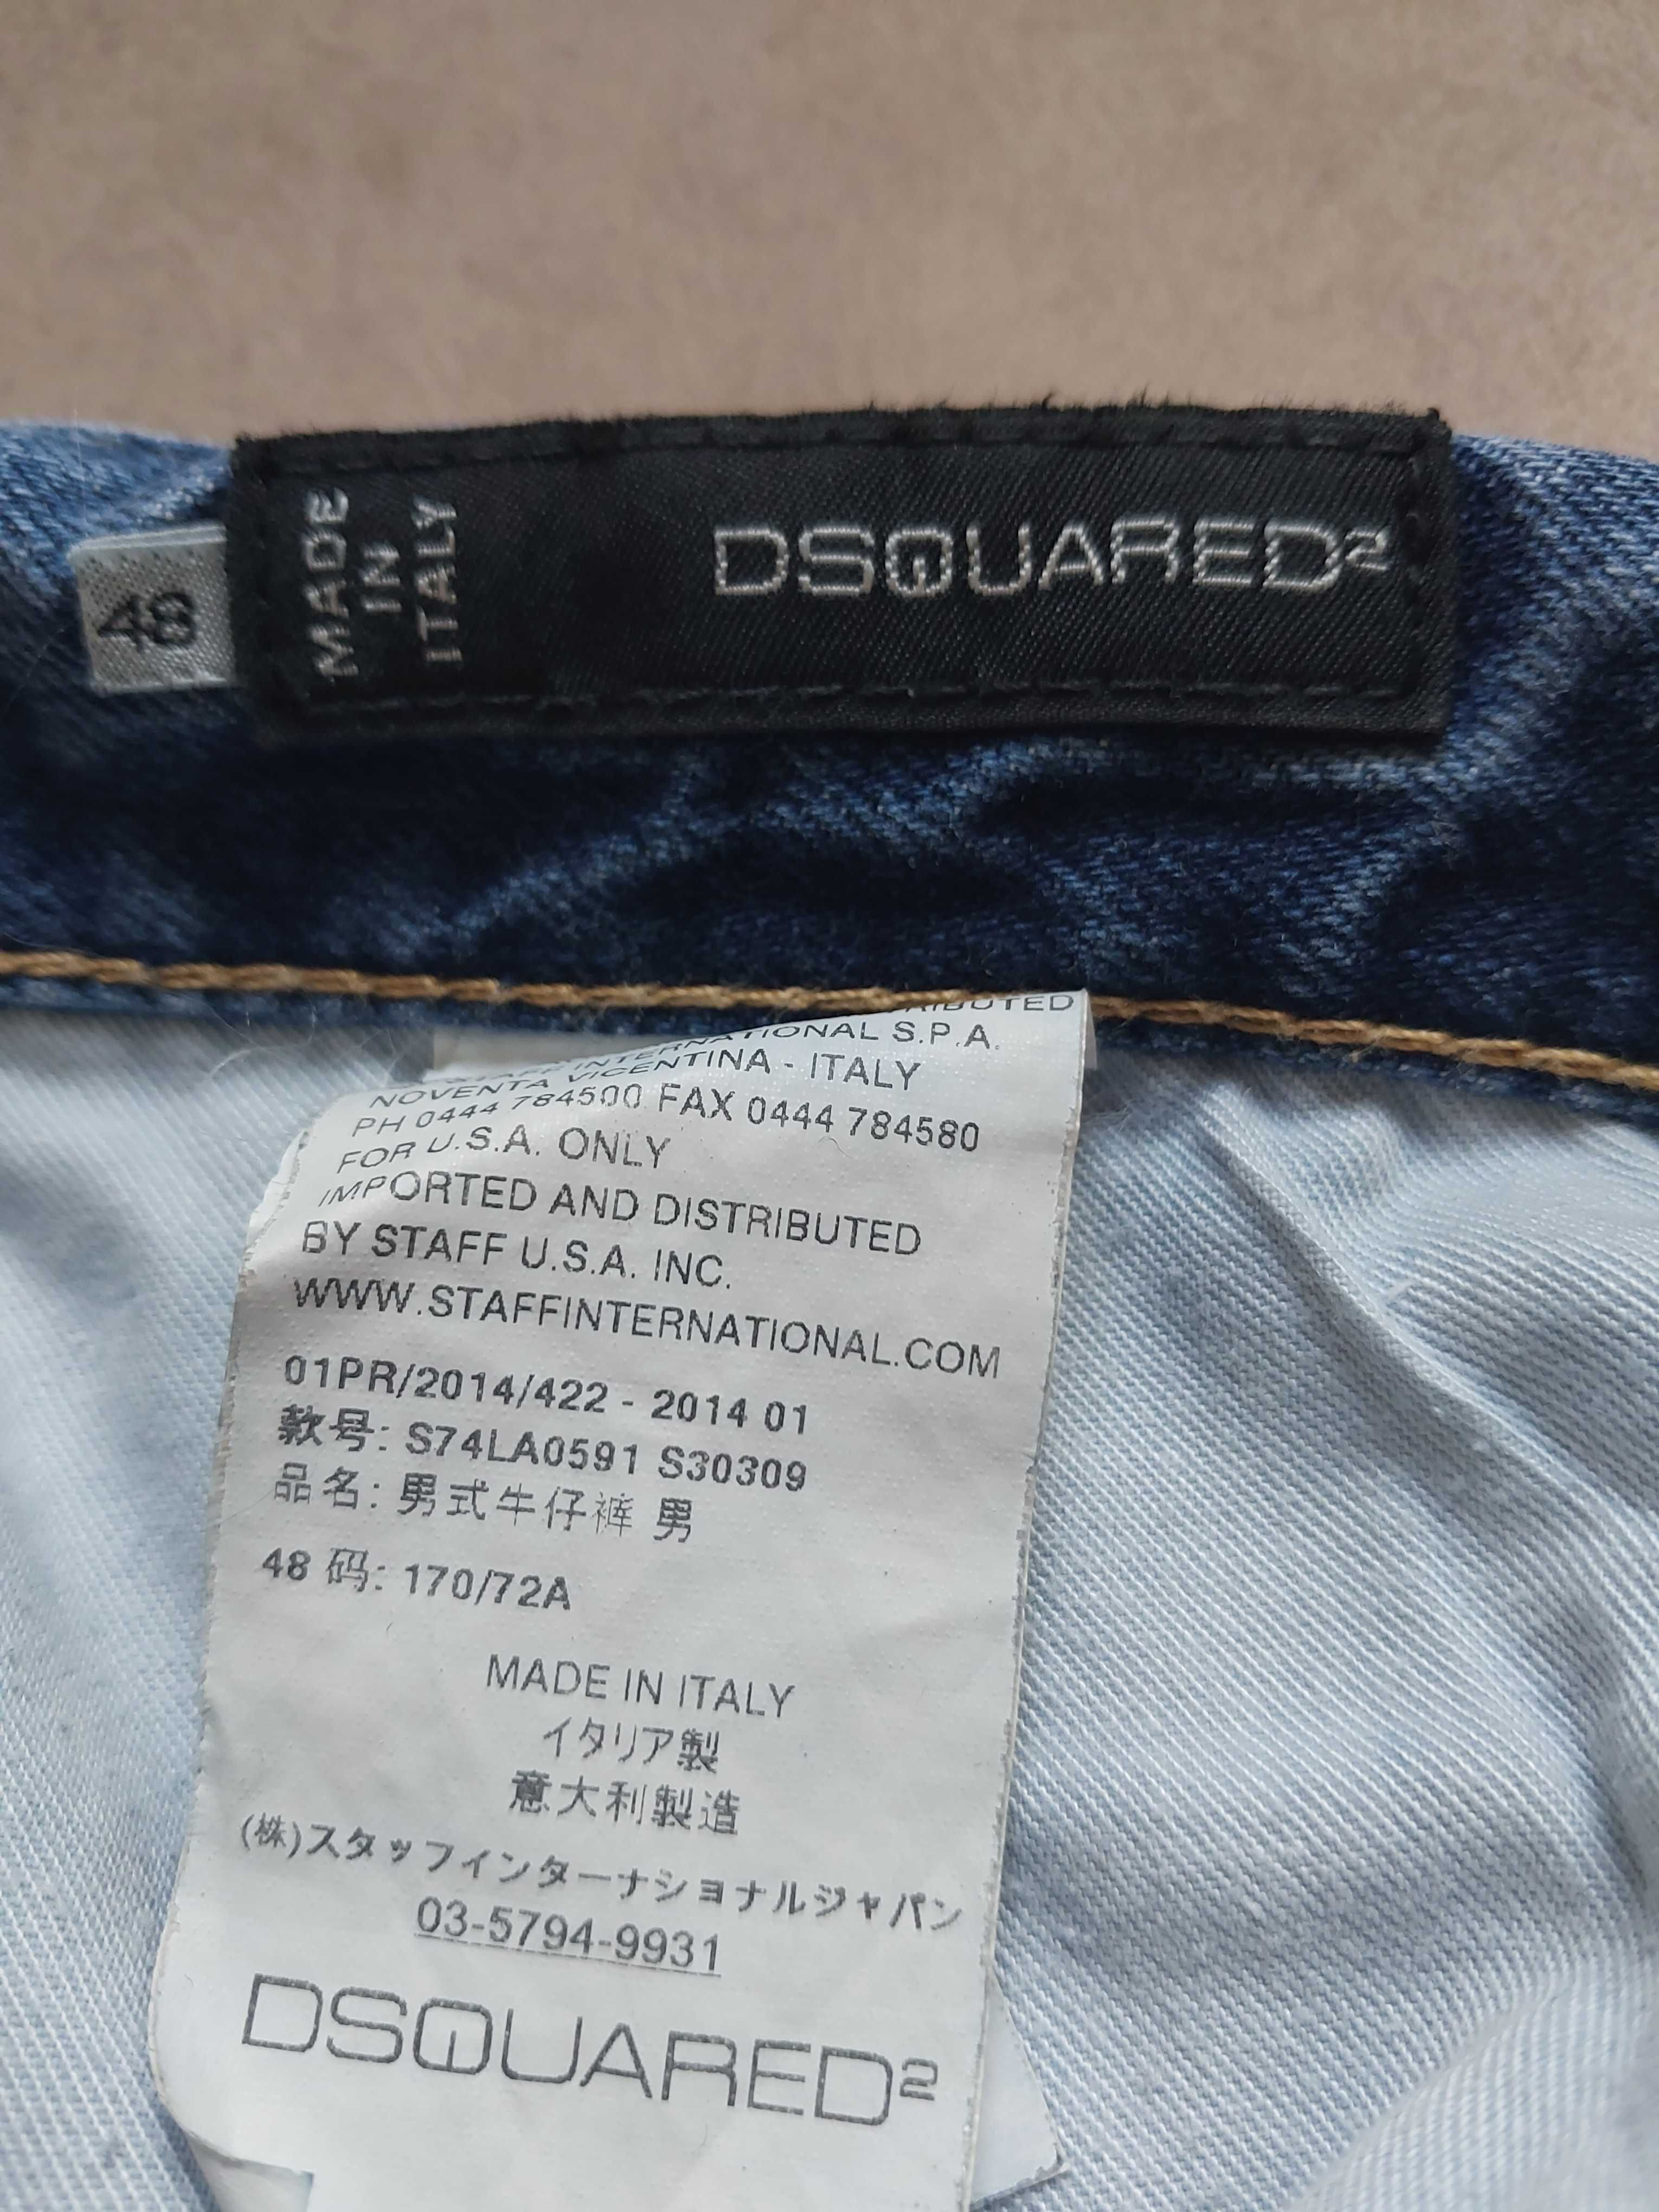 48
MADE
IN
ITALY
DSQUARED2
INTERNATIONAL S.P.A.
NOVENTA VICENTINA - ITALY
PH 0444 784500 FAX 0444 784580
FOR U.S.A. ONLY
IMPORTED AND DISTRIBUTED
BY STAFF U.S.A. INC.
WWW.STAFFINTERNATIONAL.COM
01PR/2014/422 - 2014 01
款号: S74LA0591 S30309
品名: 男式牛仔裤 男
48 码: 170/72A
MADE IN ITALY
イタリア製
意大利製造
(株)スタッフインターナショナルジャパン
03-5794-9931
DSQUARED2